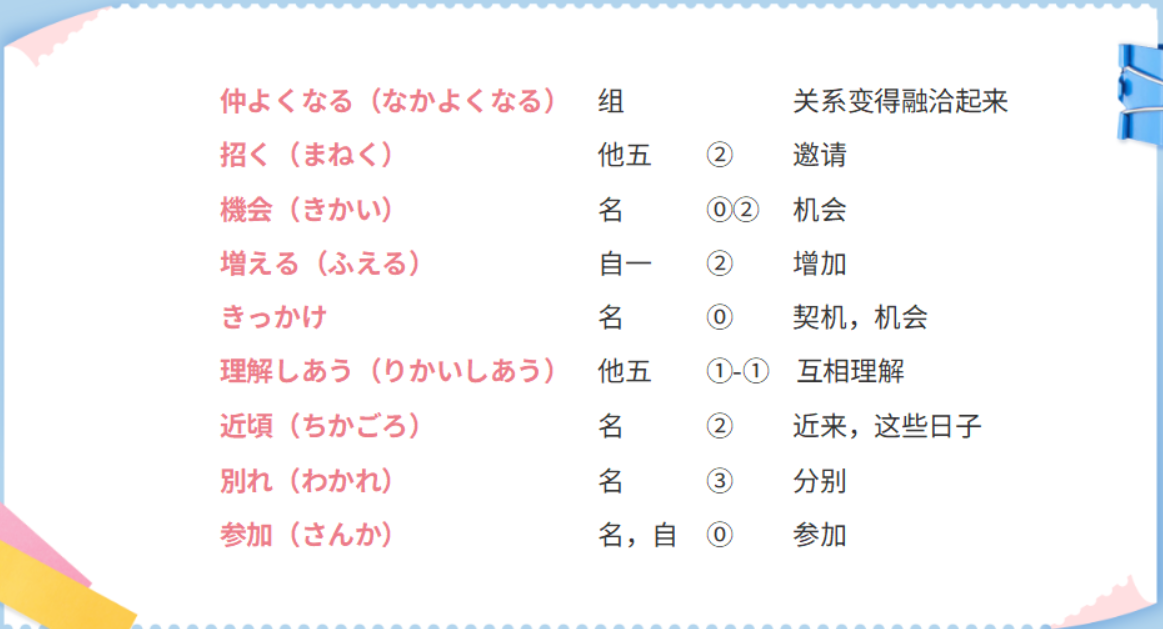 仲よくなる（なかよくなる） 组 关系变得融洽起来
招く（まねく） 他五 ② 邀请
機会（きかい） 名 ⓪② 机会
増える（ふえる） 自一 ② 增加
きっかけ 名 ⓪ 契机，机会
理解しあう（りかいしあう） 他五 ①-① 互相理解
近頃（ちかごろ） 名 ② 近来，这些日子
別れ（わかれ） 名 ③ 分别
参加（さんか） 名，自 ⓪ 参加